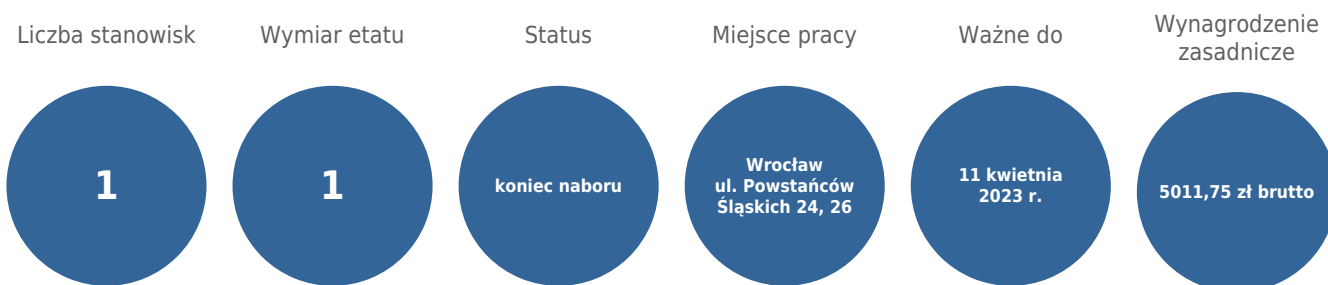 Liczba stanowisk
1
Wymiar etatu
1
Status
koniec naboru
Miejsce pracy
Wrocław
ul. Powstańców
Śląskich 24, 26
Ważne do
11 kwietnia
2023 r.
Wynagrodzenie
zasadnicze
5011,75 zł brutto